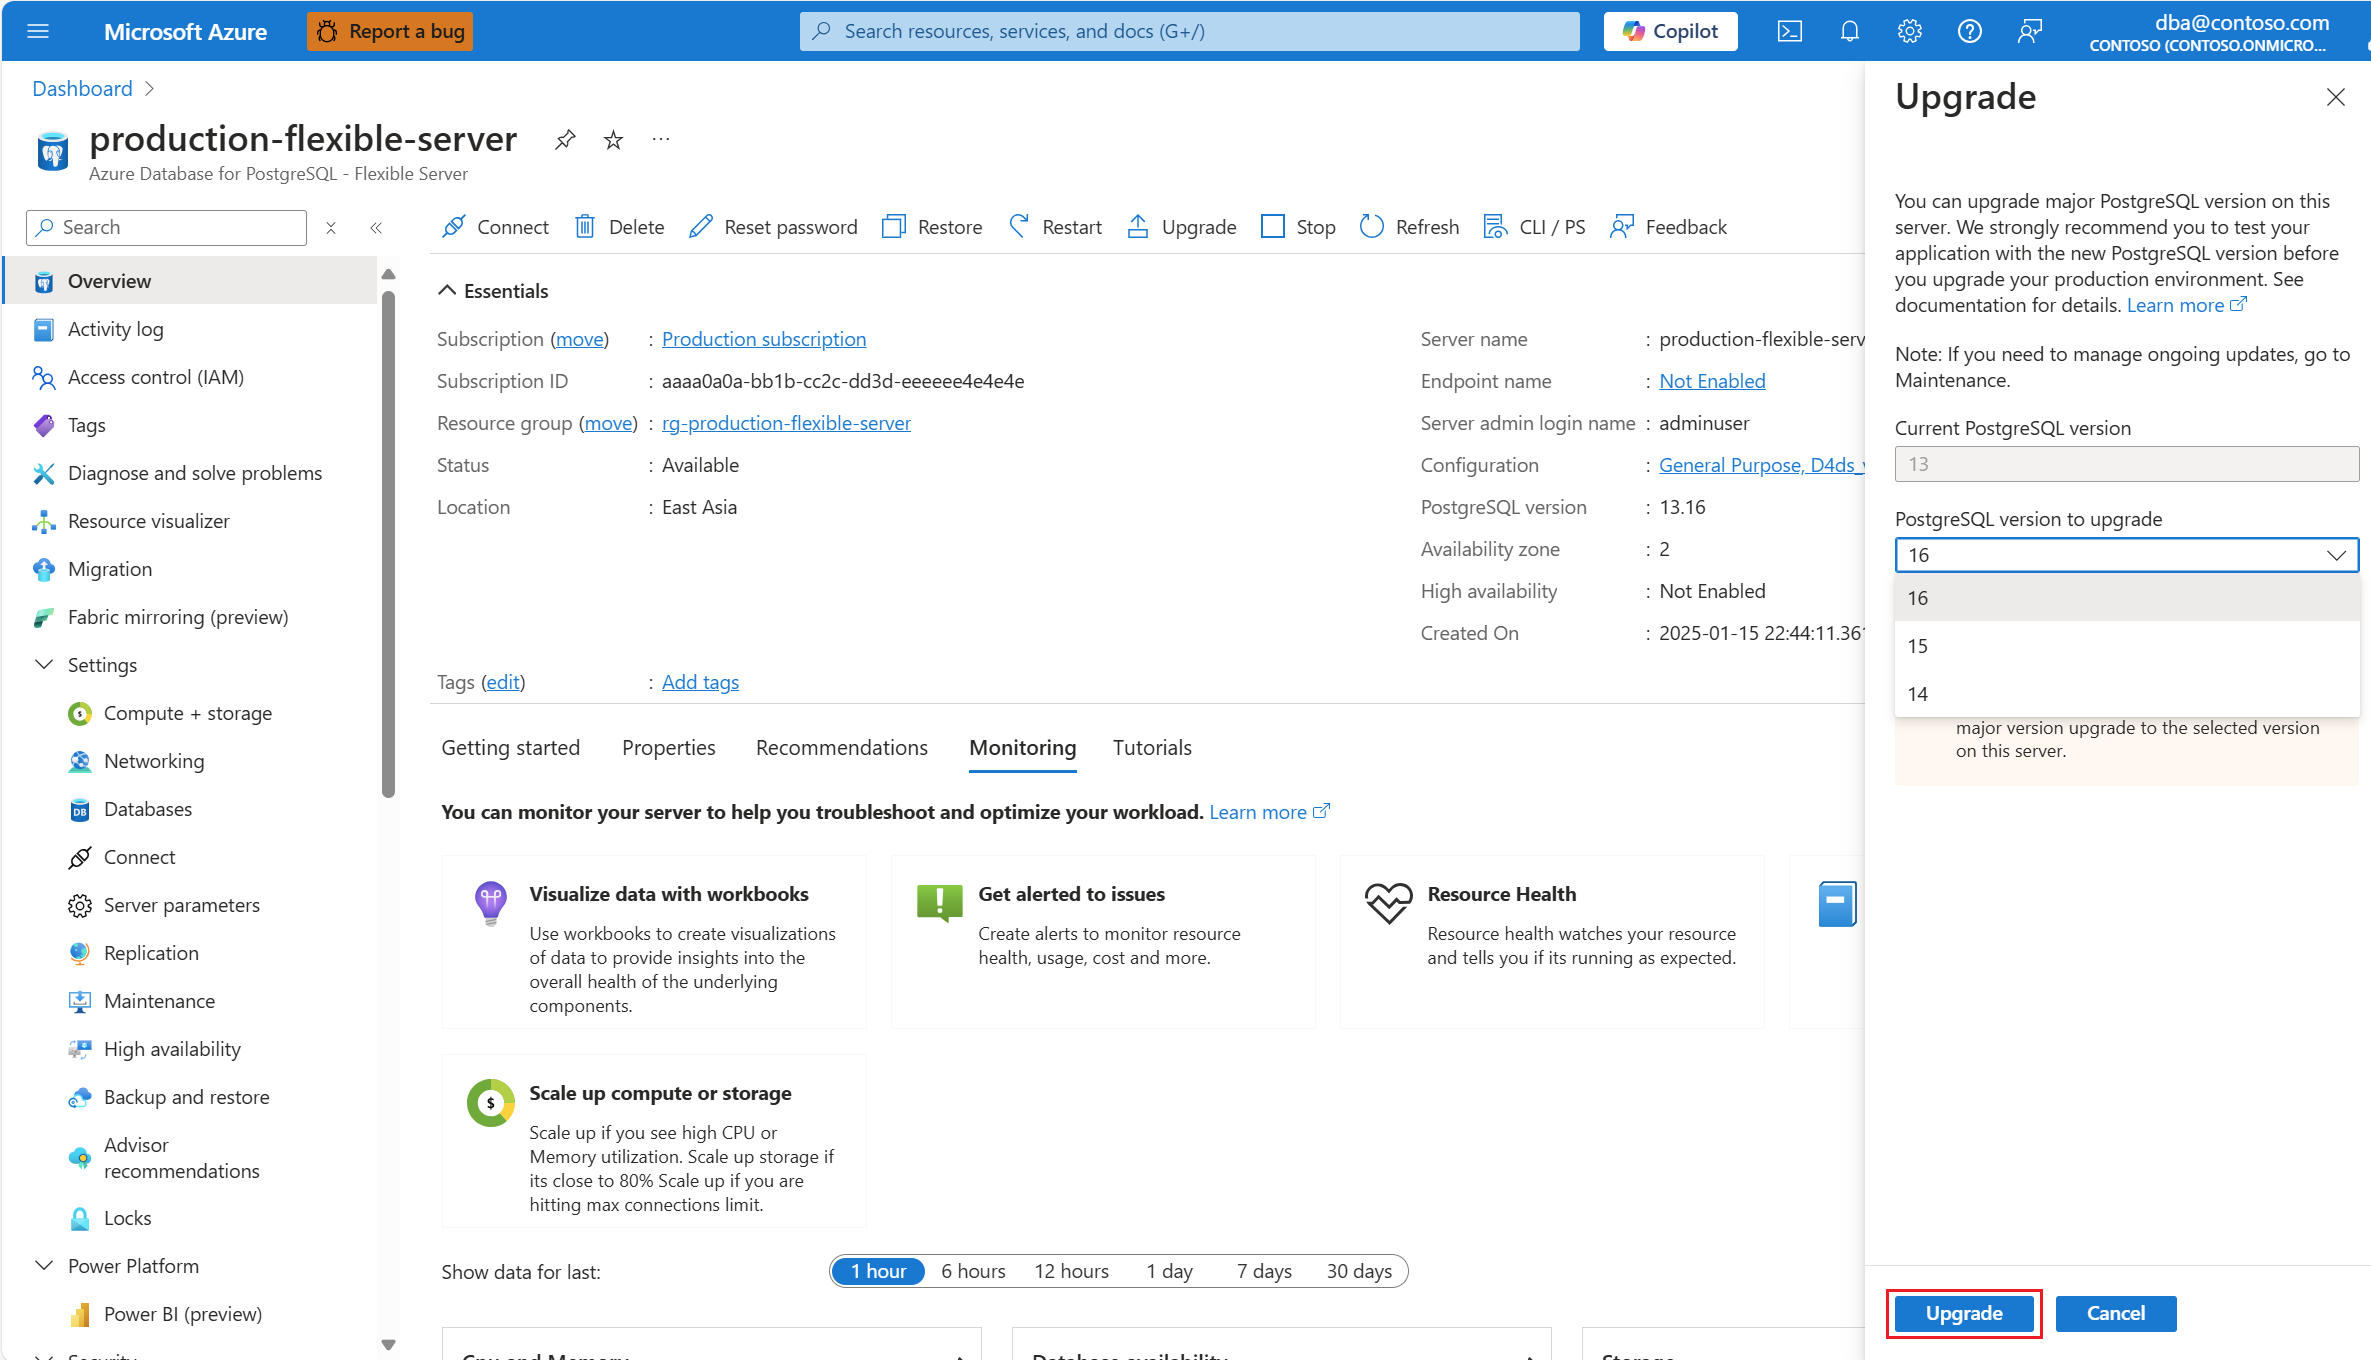 Microsoft Azure
Report a bug
Search resources, services, and docs (G+/)
Copilot
dba@contoso.com
CONTOSO (CONTOSO.ONMICRO...
Dashboard
production-flexible-server
Azure Database for PostgreSQL - Flexible Server
Search
Overview
Activity log
Access control (IAM)
Tags
Diagnose and solve problems
Resource visualizer
Migration
Fabric mirroring (preview)
Settings
Compute + storage
Networking
Databases
Connect
Server parameters
Replication
Maintenance
High availability
Backup and restore
Advisor
recommendations
Locks
Power Platform
Power BI (preview)
Security
Connect
Delete
Reset password
Restore
Restart
Upgrade
Stop
Refresh
CLI / PS
Feedback
Essentials
Subscription (move) : Production subscription
Subscription ID : aaaa0a0a-bb1b-cc2c-dd3d-eeeeee4e4e4e
Resource group (move) : rg-production-flexible-server
Status : Available
Location : East Asia
Server name : production-flexible-serv
Endpoint name : Not Enabled
Server admin login name : adminuser
Configuration : General Purpose, D4ds_v
PostgreSQL version : 13.16
Availability zone : 2
High availability : Not Enabled
Created On : 2025-01-15 22:44:11.361
Tags (edit) : Add tags
Getting started
Properties
Recommendations
Monitoring
Tutorials
You can monitor your server to help you troubleshoot and optimize your workload. Learn more
Visualize data with workbooks
Use workbooks to create visualizations
of data to provide insights into the
overall health of the underlying
components.
Get alerted to issues
Create alerts to monitor resource
health, usage, cost and more.
Resource Health
Resource health watches your resource
and tells you if its running as expected.
Scale up compute or storage
Scale up if you see high CPU or
Memory utilization. Scale up storage if
its close to 80% Scale up if you are
hitting max connections limit.
Show data for last:
1 hour
6 hours
12 hours
1 day
7 days
30 days
Cpu and Memory
Database availability
Storage
Upgrade
You can upgrade major PostgreSQL version on this
server. We strongly recommend you to test your
application with the new PostgreSQL version before
you upgrade your production environment. See
documentation for details. Learn more
Note: If you need to manage ongoing updates, go to
Maintenance.
Current PostgreSQL version
13
PostgreSQL version to upgrade
16
16
15
14
major version upgrade to the selected version
on this server.
Upgrade
Cancel